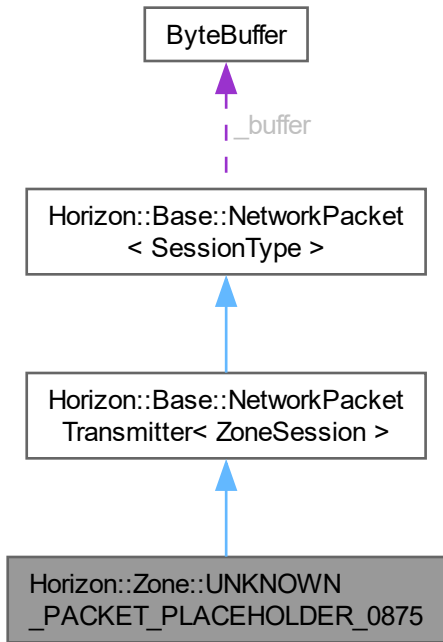 ByteBuffer
_buffer
Horizon::Base::NetworkPacket
< SessionType >
Horizon::Base::NetworkPacket
Transmitter< ZoneSession >
Horizon::Zone::UNKNOWN
_PACKET_PLACEHOLDER_0875